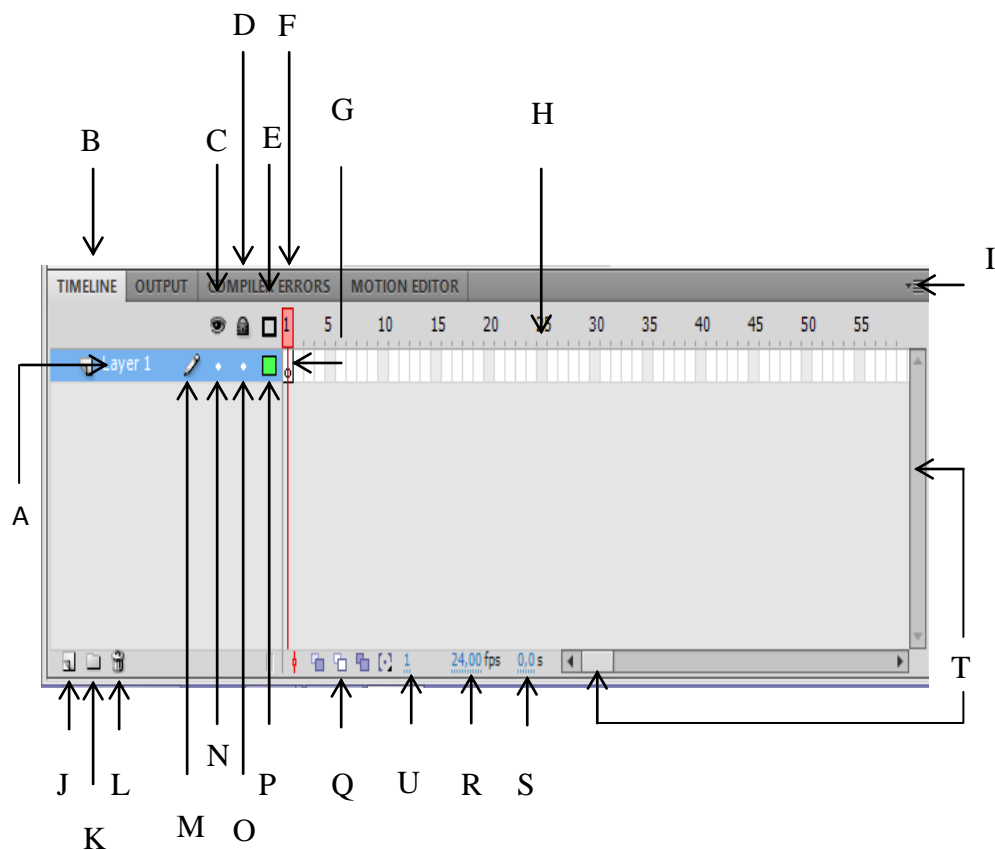 D F
G
H
B
C E
I
TIMELINE OUTPUT COMPILER ERRORS MOTION EDITOR
1 5 10 15 20 25 30 35 40 45 50 55
Layer 1
A
1 24,00 fps 0,0 s
T
N
J L P Q U R S
K M O